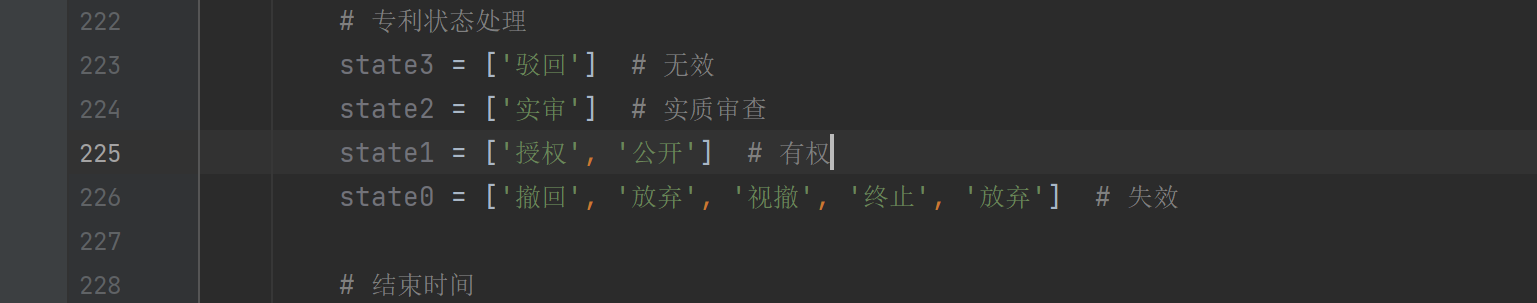 222 # 专利状态处理
223 state3 = ['驳回']  # 无效
224 state2 = ['实审']  # 实质审查
225 state1 = ['授权', '公开']  # 有权
226 state0 = ['撤回', '放弃', '视撤', '终止', '放弃']  # 失效
227
228 # 结束时间